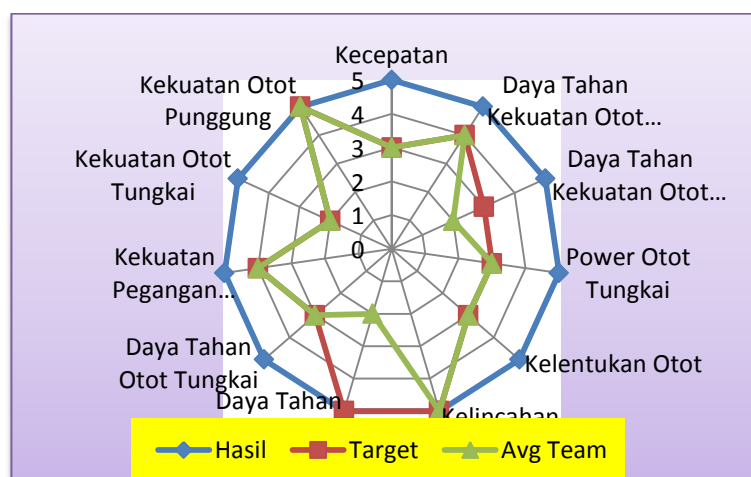 Kecepatan
Daya Tahan
Kekuatan Otot...
Daya Tahan
Kekuatan Otot...
Power Otot
Tungkai
Kelentukan Otot
Kelincahan
Daya Tahan
Daya Tahan
Otot Tungkai
Kekuatan
Pegangan...
Kekuatan Otot
Tungkai
Kekuatan Otot
Punggung
5
4
3
2
1
0
Hasil
Target
Avg Team